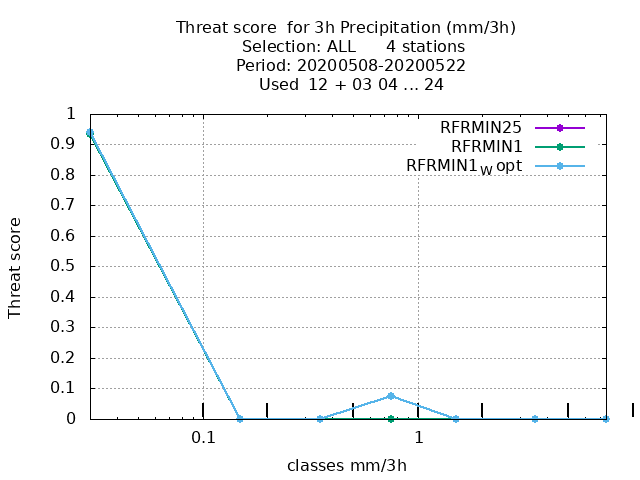 Threat score  for 3h Precipitation (mm/3h)
Selection: ALL      4 stations
Period: 20200508-20200522
Used  12 + 03 04 ... 24
RFRMIN25
RFRMIN1
RFRMIN1W opt
1
0.9
0.8
0.7
0.6
0.5
0.4
0.3
0.2
0.1
0
Threat score
0.1 1
classes mm/3h